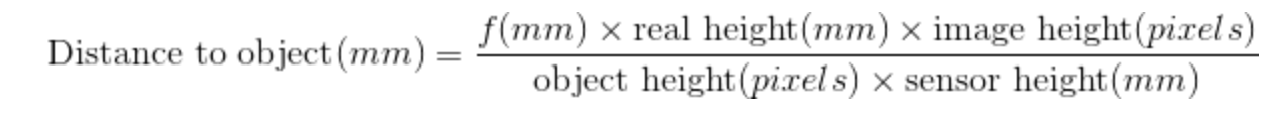 Distance to object(mm) = f(mm) × real height(mm) × image height(pixels)
object height(pixels) × sensor height(mm)